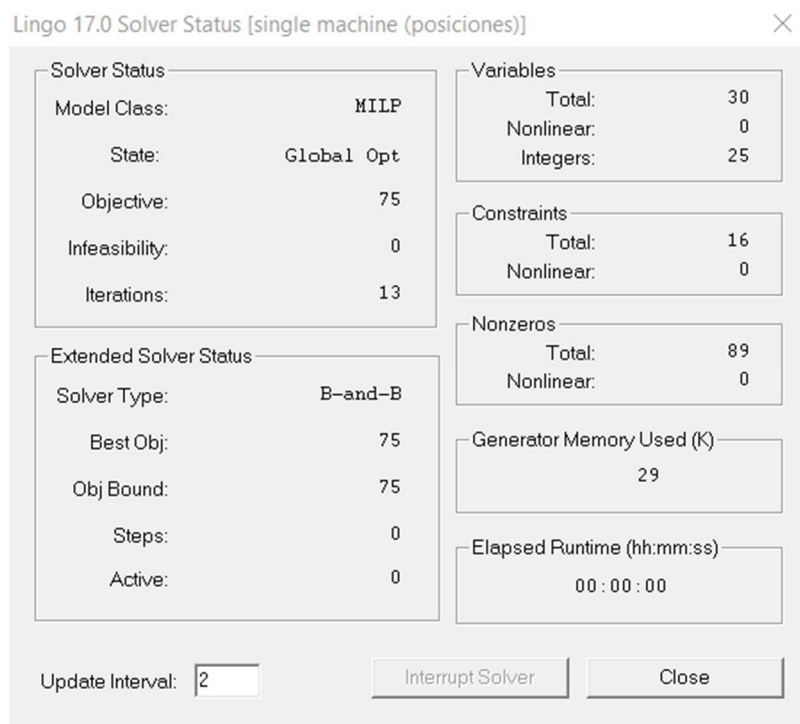 Lingo 17.0 Solver Status [single machine (posiciones)]
Solver Status
Model Class: MILP
State: Global Opt
Objective: 75
Infeasibility: 0
Iterations: 13
Extended Solver Status
Solver Type: B-and-B
Best Obj: 75
Obj Bound: 75
Steps: 0
Active: 0
Variables
Total: 30
Nonlinear: 0
Integers: 25
Constraints
Total: 16
Nonlinear: 0
Nonzeros
Total: 89
Nonlinear: 0
Generator Memory Used (K)
29
Elapsed Runtime (hh:mm:ss)
00:00:00
Update Interval: 2
Interrupt Solver
Close